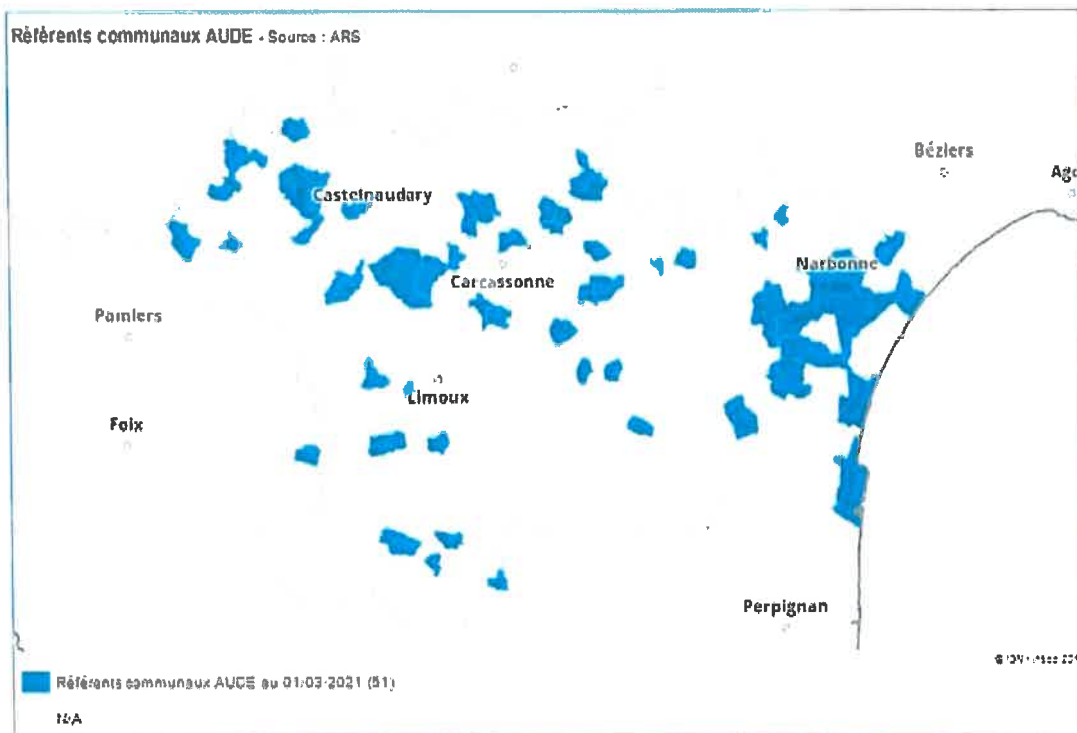 Référents communaux AUDE - Source : ARS
Béziers
Castelnaudary
Narbonne
Carcassonne
Pamiers
Limoux
Foix
Perpignan
Référents communaux AUDE au 01/03/2021 (51)
N/A